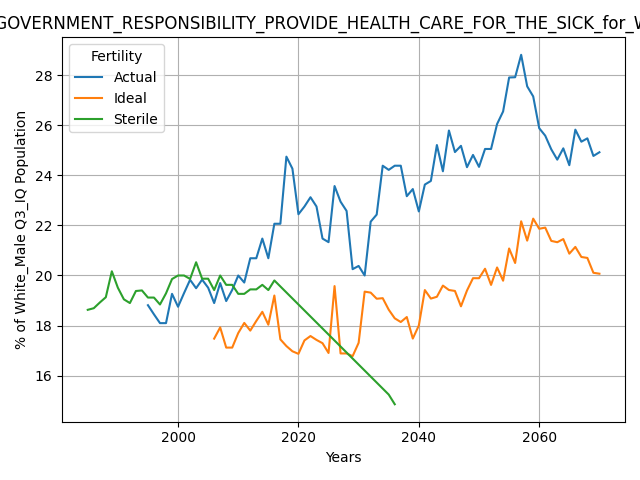 GOVERNMENT_RESPONSIBILITY_PROVIDE_HEALTH_CARE_FOR_THE_SICK_for_
Fertility
Actual
Ideal
Sterile
% of White_Male Q3_IQ Population
28
26
24
22
20
18
16
2000
2020
2040
2060
Years